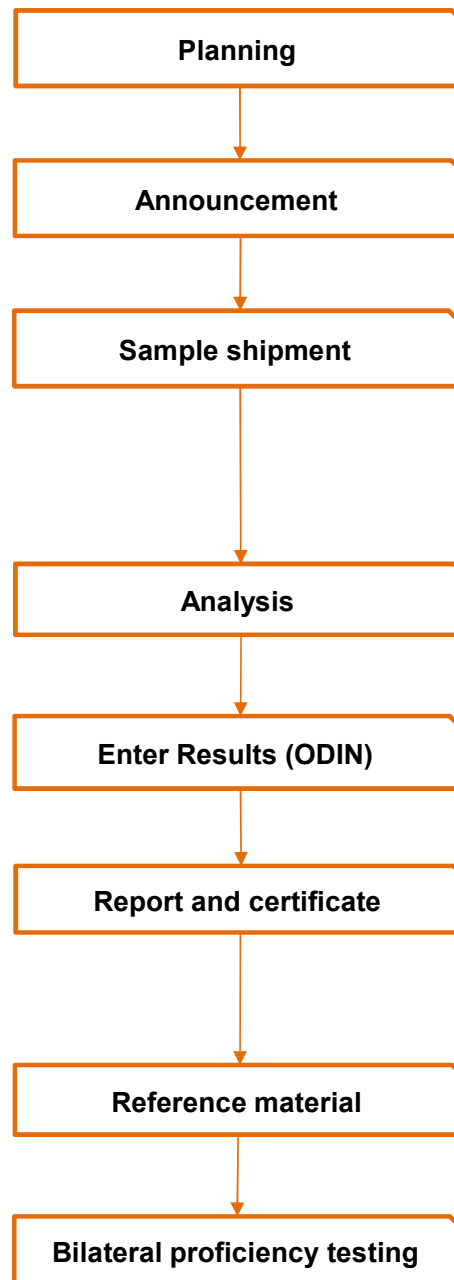 Planning
Announcement
Sample shipment
Analysis
Enter Results (ODIN)
Report and certificate
Reference material
Bilateral proficiency testing